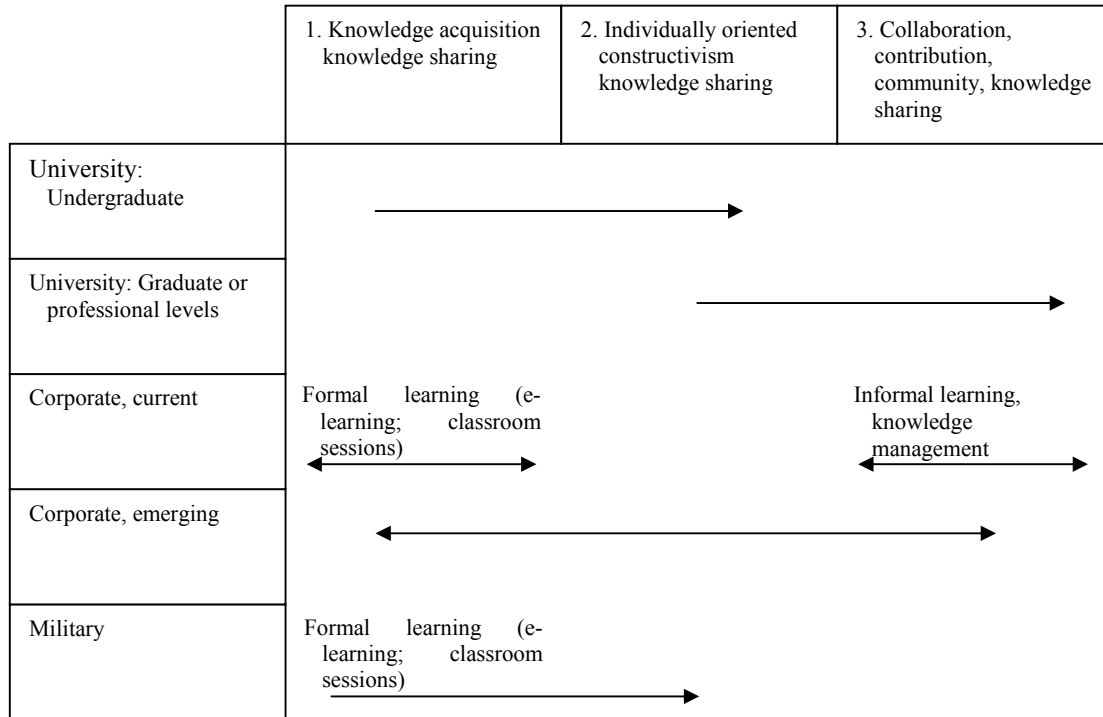 1. Knowledge acquisition
knowledge sharing
2. Individually oriented
constructivism
knowledge sharing
3. Collaboration,
contribution,
community, knowledge
sharing
University:
Undergraduate
University: Graduate or
professional levels
Corporate, current
Formal learning (e-
learning; classroom
sessions)
Informal learning,
knowledge
management
Corporate, emerging
Military
Formal learning (e-
learning; classroom
sessions)